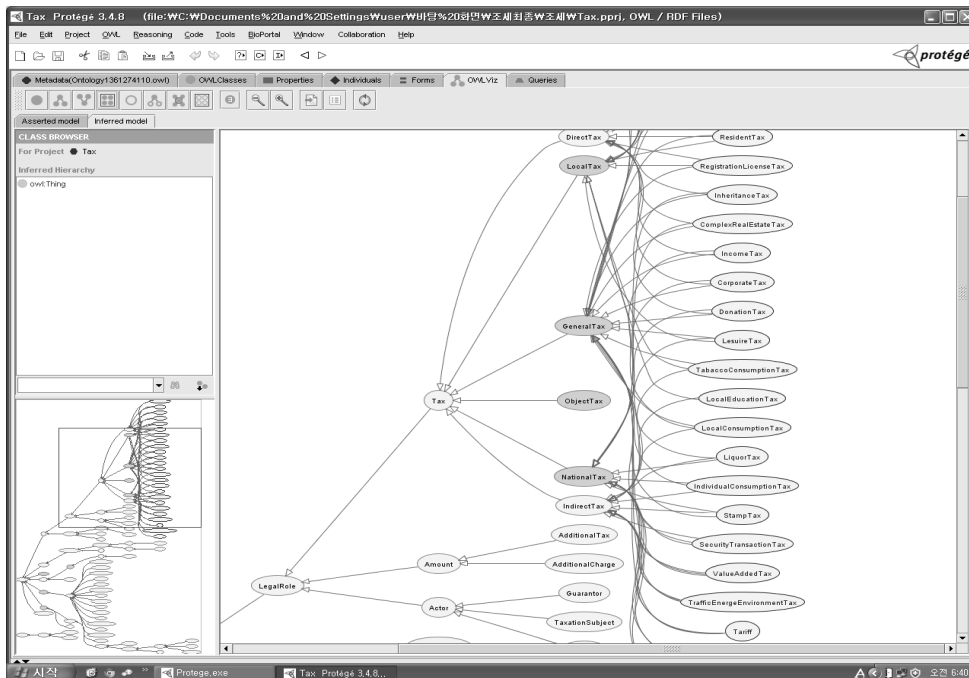 Tax Protégé 3.4.8 (file:₩C:₩Documents%20and%20Settings₩user₩바탕%20화면₩조세최종₩조세₩Tax.pprj, OWL / RDF Files)
File Edit Project OWL Reasoning Code Tools BioPortal Window Collaboration Help
protégé
Metadata(Ontology1361274110.owl) OWLClasses Properties Individuals Forms OWLViz Queries
Asserted model Inferred model
CLASS BROWSER
For Project Tax
Inferred Hierarchy
owl:Thing
DirectTax
LocalTax
GeneralTax
Tax
ObjectTax
NationalTax
IndirectTax
AdditionalTax
Amount
AdditionalCharge
LegalRole
Guarantor
Actor
TaxationSubject
ResidentTax
RegistrationLicenseTax
InheritanceTax
ComplexRealEstateTax
IncomeTax
CorporateTax
DonationTax
LesuireTax
TabaccoConsumptionTax
LocalEducationTax
LocalConsumptionTax
LiquorTax
IndividualConsumptionTax
StampTax
SecurityTransactionTax
ValueAddedTax
TrafficEnergeEnvironmentTax
Tariff
시작
Protege.exe
Tax Protégé 3.4.8...
A
오전 6:40